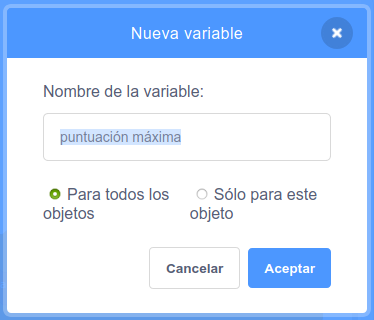 Nueva variable
Nombre de la variable:
puntuación máxima
Para todos los
objetos
Sólo para este
objeto
Cancelar
Aceptar